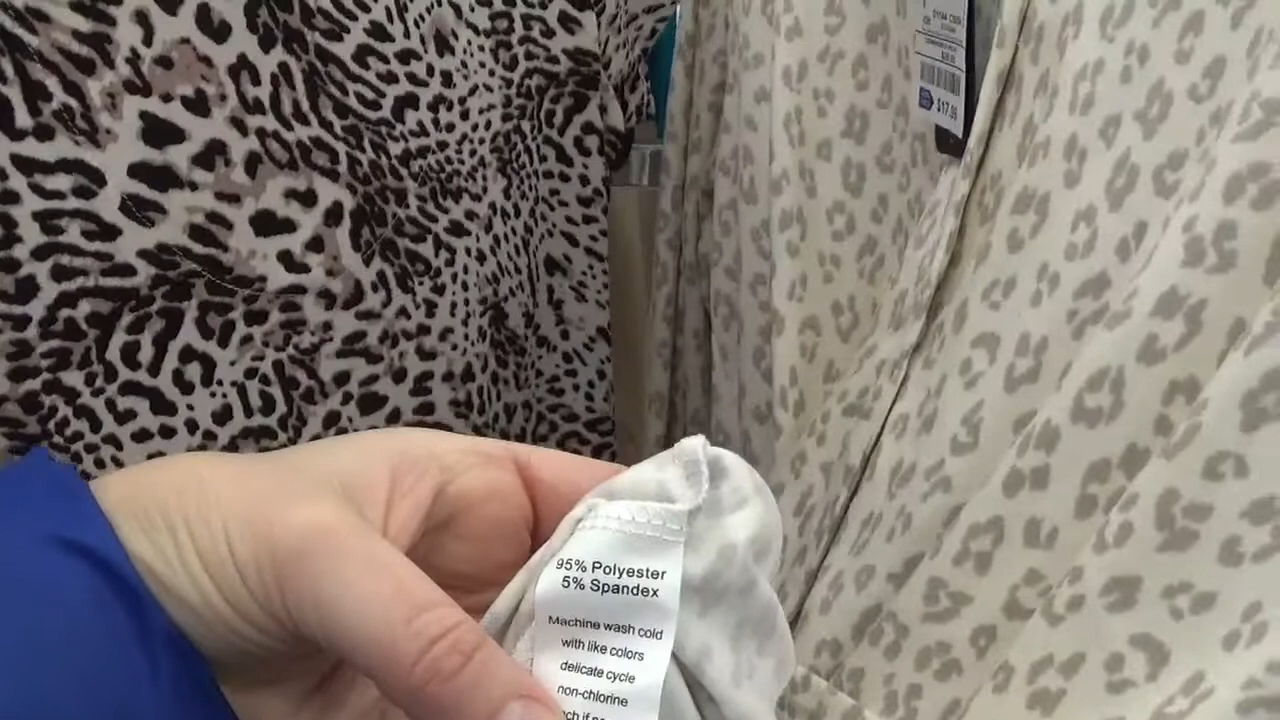 $17.99
95% Polyester
5% Spandex
Machine wash cold
with like colors
delicate cycle
non-chlorine